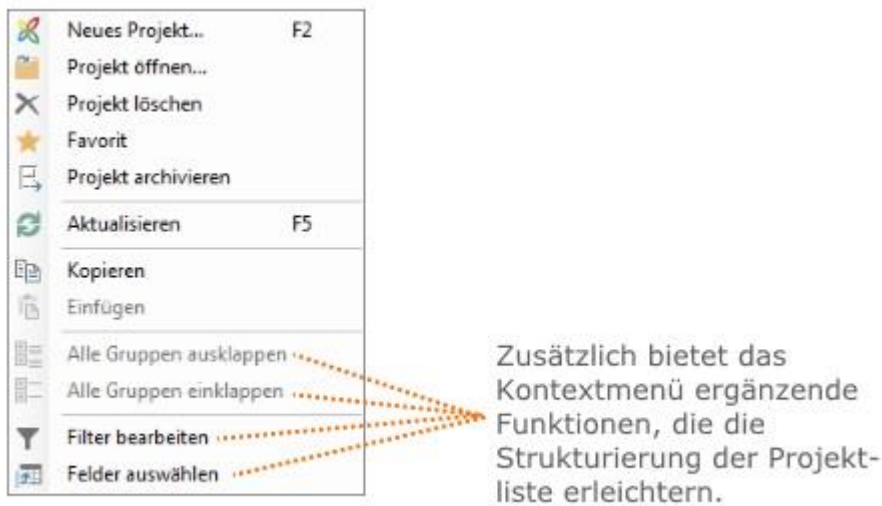 Neues Projekt... F2
Projekt öffnen...
Projekt löschen
Favorit
Projekt archivieren
Aktualisieren F5
Kopieren
Einfügen
Alle Gruppen ausklappen
Alle Gruppen einklappen
Filter bearbeiten
Felder auswählen
Zusätzlich bietet das
Kontextmenü ergänzende
Funktionen, die die
Strukturierung der Projekt-
liste erleichtern.